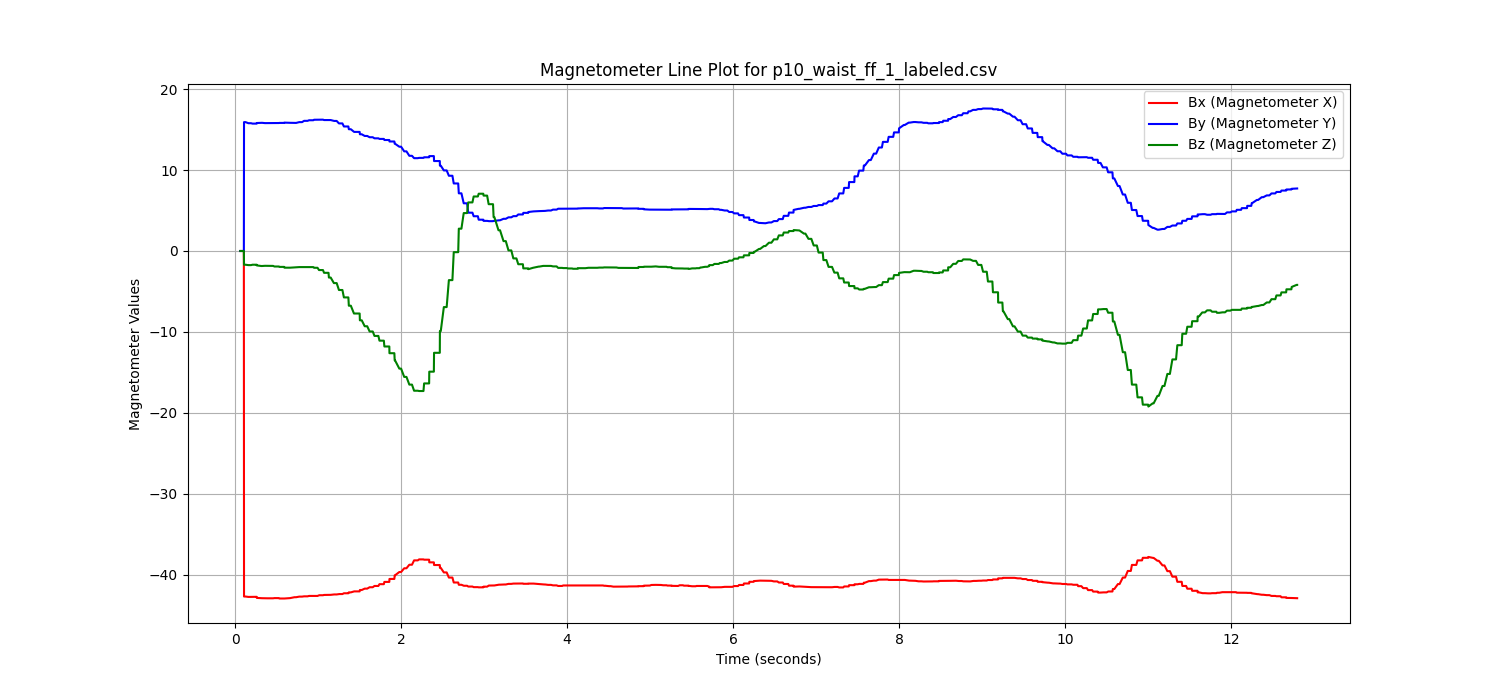 Magnetometer Line Plot for p10_waist_ff_1_labeled.csv
Bx (Magnetometer X)
By (Magnetometer Y)
Bz (Magnetometer Z)
Magnetometer Values
20
10
0
−10
−20
−30
−40
0 2 4 6 8 10 12
Time (seconds)